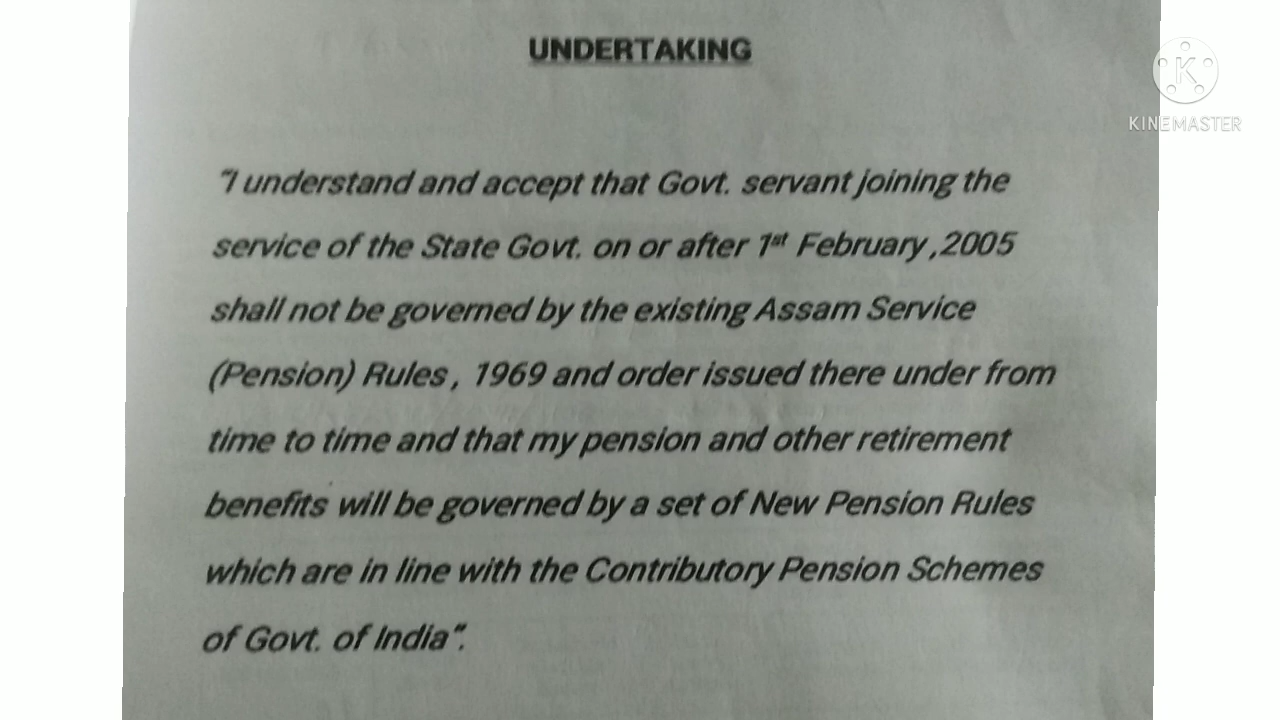 UNDERTAKING
KINEMASTER
"I understand and accept that Govt. servant joining the
service of the State Govt. on or after 1st February ,2005
shall not be governed by the existing Assam Service
(Pension) Rules , 1969 and order issued there under from
time to time and that my pension and other retirement
benefits will be governed by a set of New Pension Rules
which are in line with the Contributory Pension Schemes
of Govt. of India".